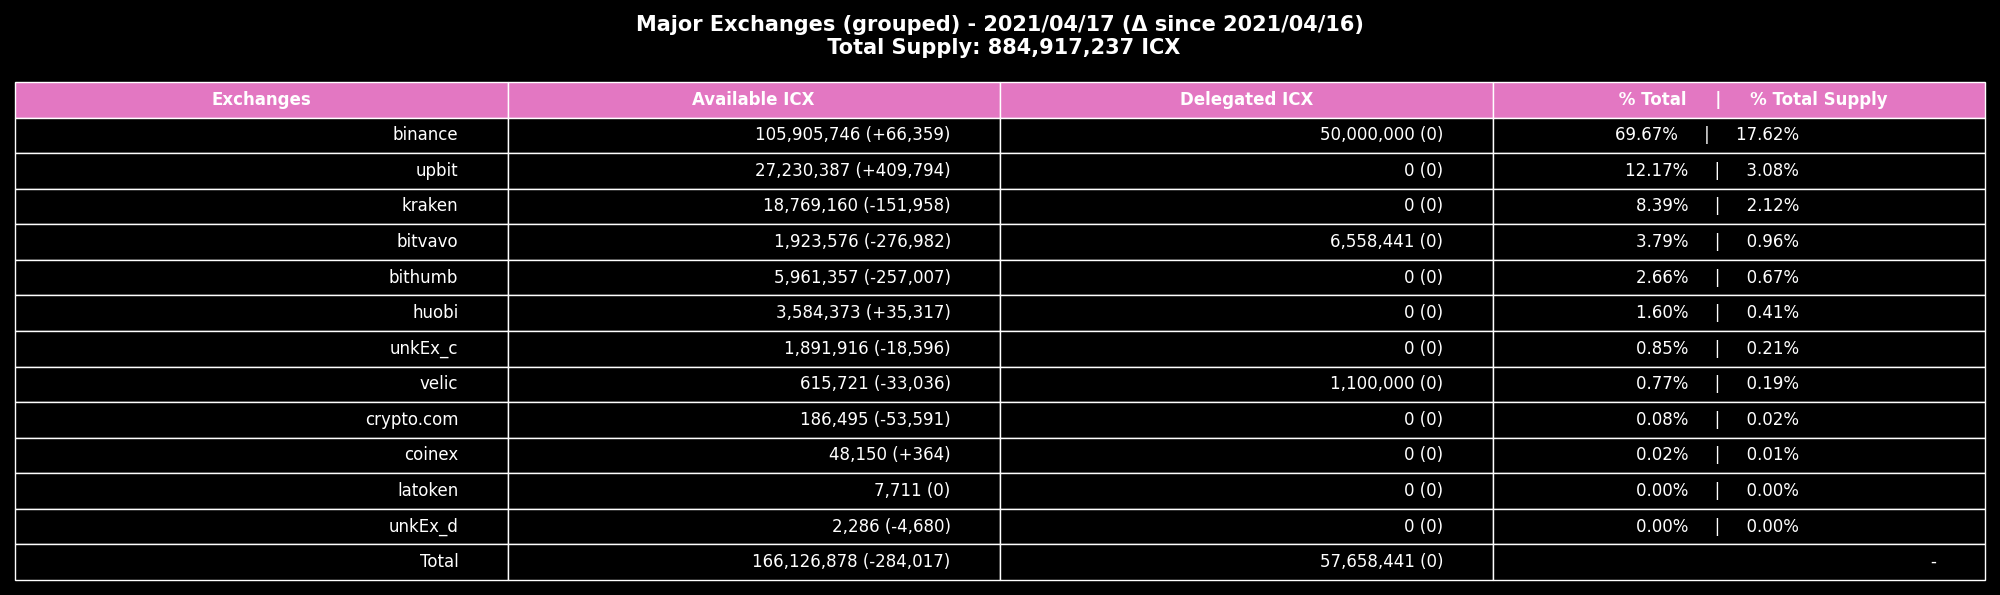 Major Exchanges (grouped) - 2021/04/17 (Δ since 2021/04/16)
Total Supply: 884,917,237 ICX
Exchanges Available ICX Delegated ICX % Total | % Total Supply
binance 105,905,746 (+66,359) 50,000,000 (0) 69.67% | 17.62%
upbit 27,230,387 (+409,794) 0 (0) 12.17% | 3.08%
kraken 18,769,160 (-151,958) 0 (0) 8.39% | 2.12%
bitvavo 1,923,576 (-276,982) 6,558,441 (0) 3.79% | 0.96%
bithumb 5,961,357 (-257,007) 0 (0) 2.66% | 0.67%
huobi 3,584,373 (+35,317) 0 (0) 1.60% | 0.41%
unkEx_c 1,891,916 (-18,596) 0 (0) 0.85% | 0.21%
velic 615,721 (-33,036) 1,100,000 (0) 0.77% | 0.19%
crypto.com 186,495 (-53,591) 0 (0) 0.08% | 0.02%
coinex 48,150 (+364) 0 (0) 0.02% | 0.01%
latoken 7,711 (0) 0 (0) 0.00% | 0.00%
unkEx_d 2,286 (-4,680) 0 (0) 0.00% | 0.00%
Total 166,126,878 (-284,017) 57,658,441 (0) -